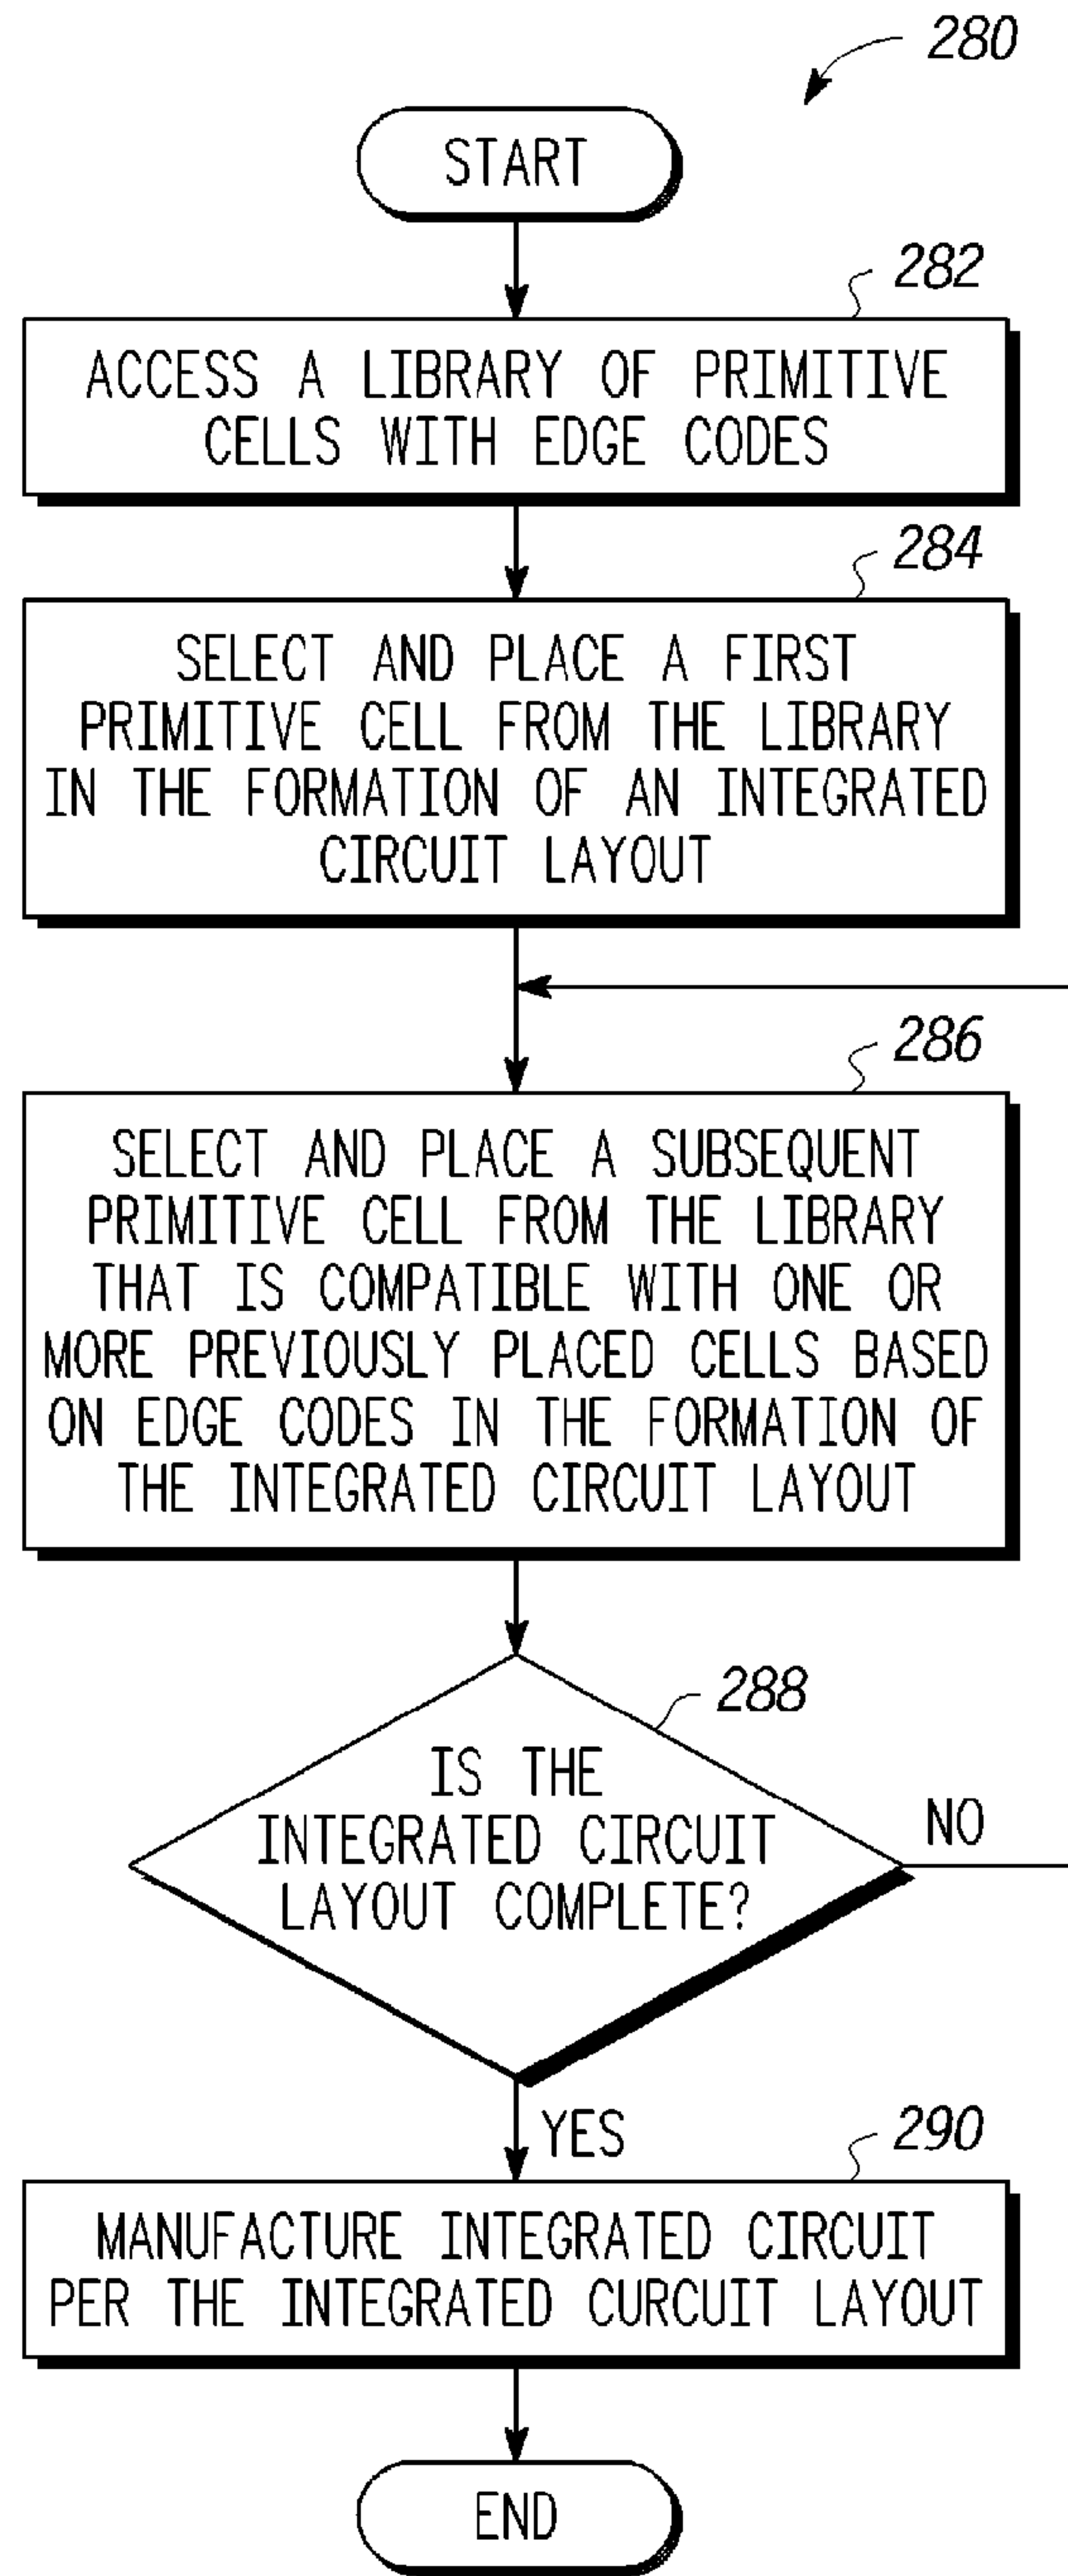 280
START
282
ACCESS A LIBRARY OF PRIMITIVE
CELLS WITH EDGE CODES
284
SELECT AND PLACE A FIRST
PRIMITIVE CELL FROM THE LIBRARY
IN THE FORMATION OF AN INTEGRATED
CIRCUIT LAYOUT
286
SELECT AND PLACE A SUBSEQUENT
PRIMITIVE CELL FROM THE LIBRARY
THAT IS COMPATIBLE WITH ONE OR
MORE PREVIOUSLY PLACED CELLS BASED
ON EDGE CODES IN THE FORMATION OF
THE INTEGRATED CIRCUIT LAYOUT
288
IS THE
INTEGRATED CIRCUIT
LAYOUT COMPLETE?
NO
YES
290
MANUFACTURE INTEGRATED CIRCUIT
PER THE INTEGRATED CURCUIT LAYOUT
END